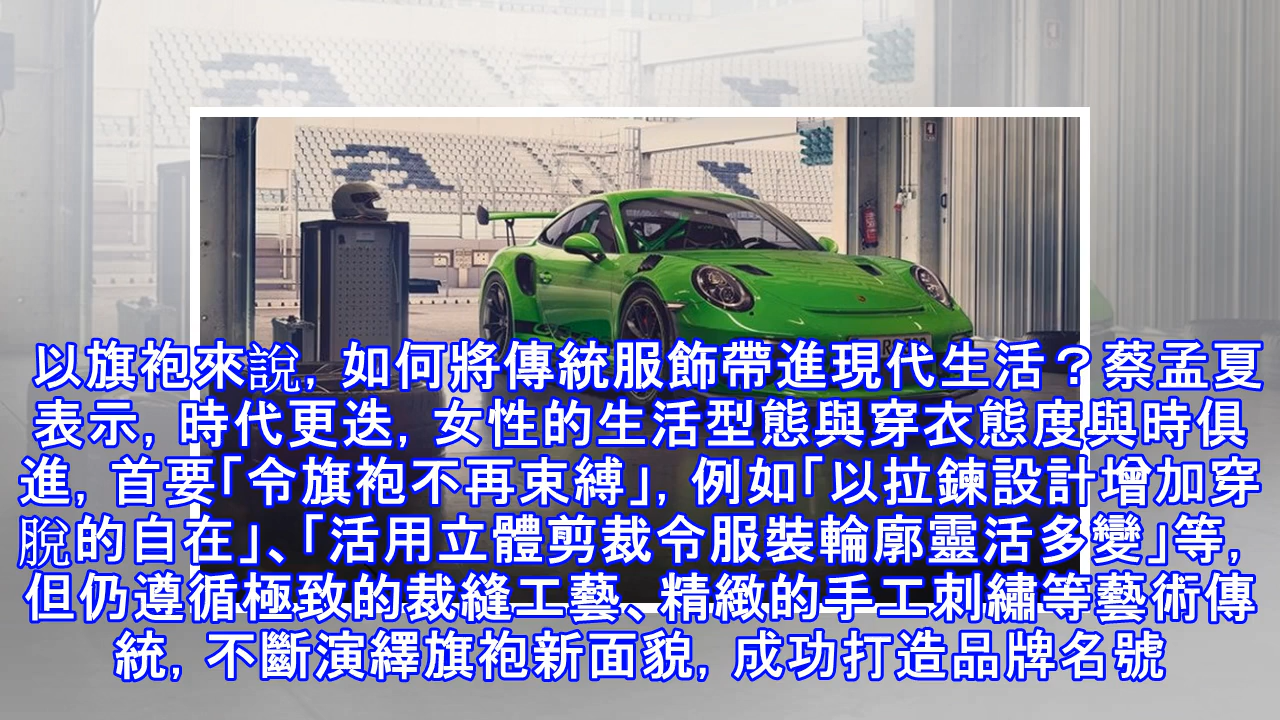 以旗袍來說, 如何將傳統服飾帶進現代生活？蔡孟夏
表示, 時代更迭, 女性的生活型態與穿衣態度與時俱
進, 首要「令旗袍不再束縛」, 例如「以拉鍊設計增加穿
脫的自在」、「活用立體剪裁令服裝輪廓靈活多變」等,
但仍遵循極致的裁縫工藝、精緻的手工刺繡等藝術傳
統, 不斷演繹旗袍新面貌, 成功打造品牌名號